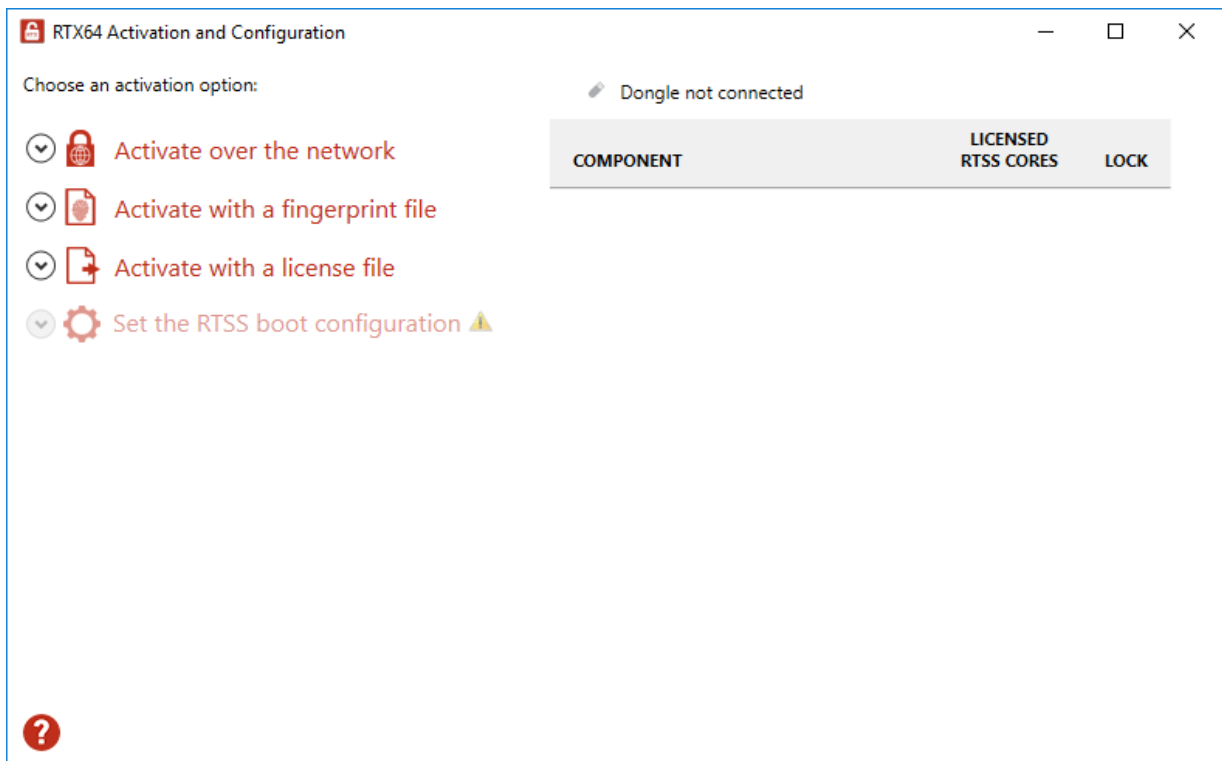 RTX64 Activation and Configuration
Choose an activation option:
Activate over the network
Activate with a fingerprint file
Activate with a license file
Set the RTSS boot configuration
Dongle not connected
COMPONENT
LICENSED
RTSS CORES
LOCK
?